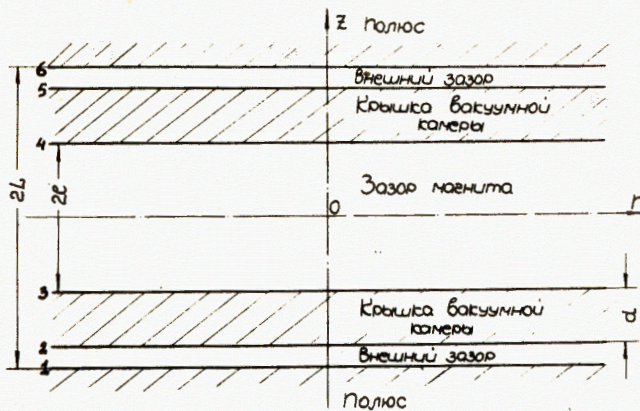 z Полюс
6
Внешний зазор
5
Крышка вакуумной
камеры
4
2L
2ℓ
Зазор магнита
0
r
3
Крышка вакуумной
камеры
d
2
Внешний зазор
1
Полюс